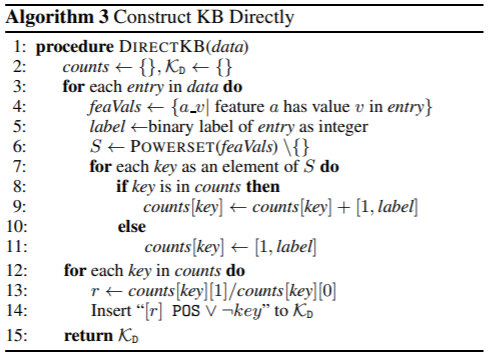 Algorithm 3 Construct KB Directly
1: procedure DIRECTKB(data)
2: counts ← {}, 𝒦_D ← {}
3: for each entry in data do
4: feaVals ← {a_v| feature a has value v in entry}
5: label ←binary label of entry as integer
6: S ← POWERSET(feaVals) \{}
7: for each key as an element of S do
8: if key is in counts then
9: counts[key] ← counts[key] + [1, label]
10: else
11: counts[key] ← [1, label]
12: for each key in counts do
13: r ← counts[key][1]/counts[key][0]
14: Insert “[r] POS ∨ ¬key” to 𝒦_D
15: return 𝒦_D